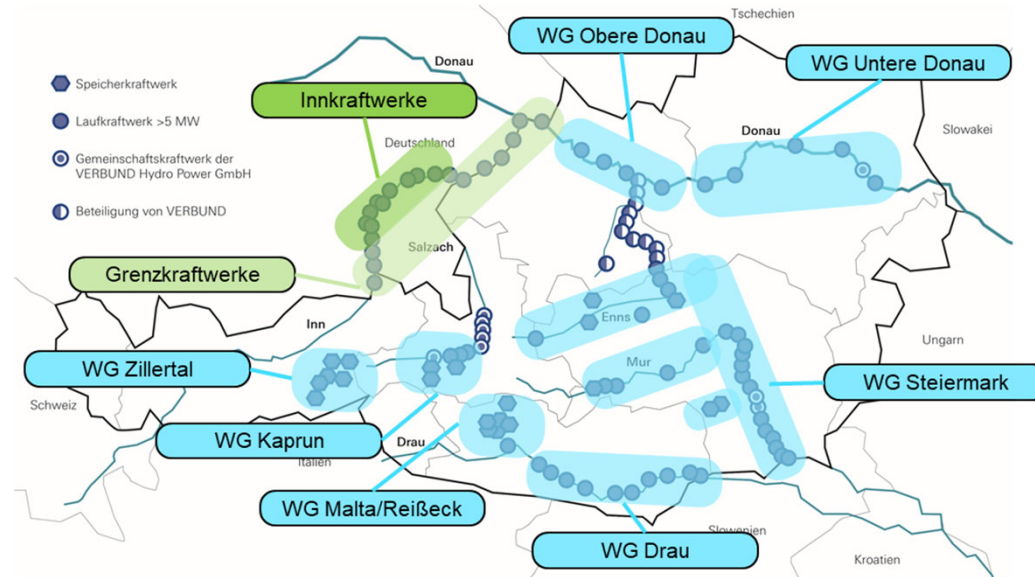 Tschechien
WG Obere Donau
Donau
WG Untere Donau
Speicherkraftwerk
Innkraftwerke
Laufkraftwerk >5 MW
Deutschland
Donau
Slowakei
Gemeinschaftskraftwerk der
VERBUND Hydro Power GmbH
Beteiligung von VERBUND
Salzach
Grenzkraftwerke
Inn
Enns
Ungarn
WG Zillertal
Mur
WG Steiermark
Schweiz
WG Kaprun
Drau
Italien
WG Malta/Reißeck
Slowenien
WG Drau
Kroatien